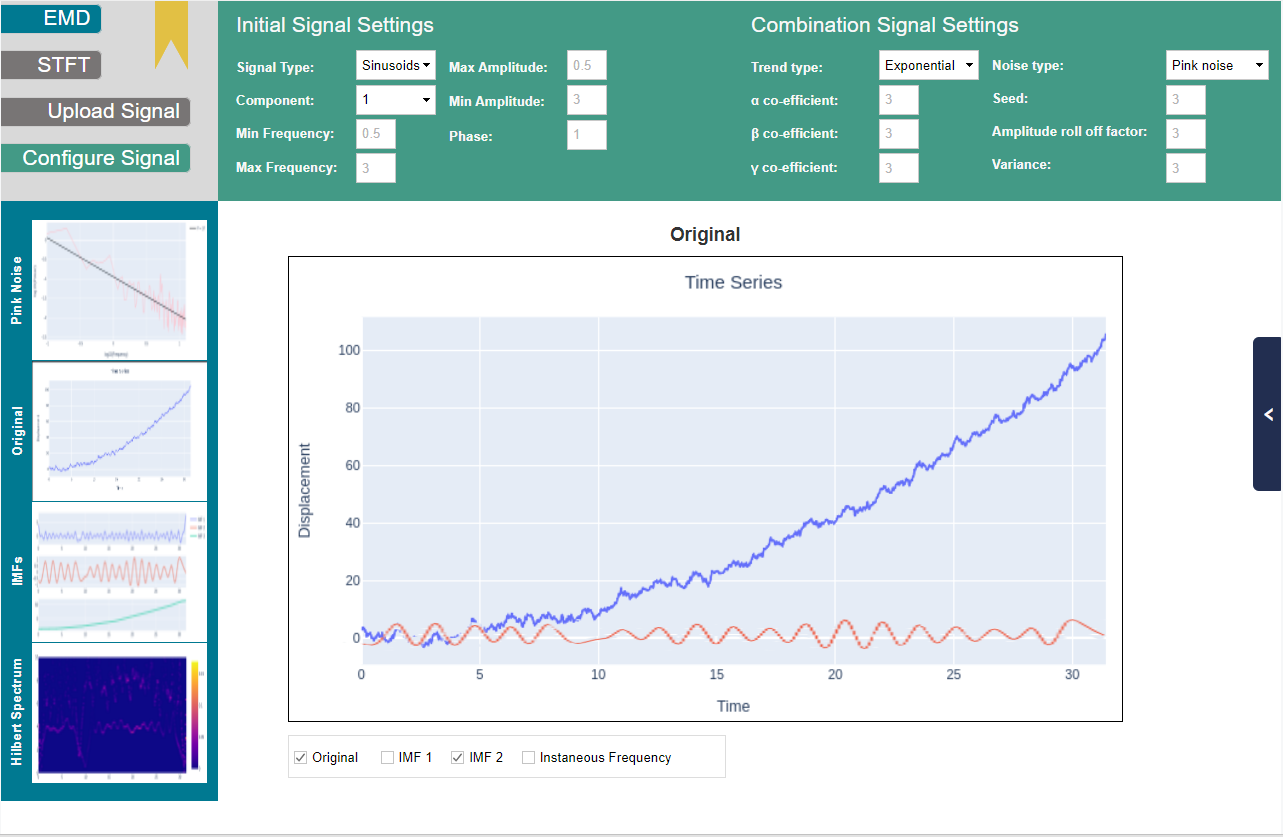 EMD
STFT
Upload Signal
Configure Signal
Initial Signal Settings
Signal Type: Sinusoids Max Amplitude: 0.5
Component: 1 Min Amplitude: 3
Min Frequency: 0.5 Phase: 1
Max Frequency: 3
Combination Signal Settings
Trend type: Exponential Noise type: Pink noise
α co-efficient: 3 Seed: 3
β co-efficient: 3 Amplitude roll off factor: 3
γ co-efficient: 3 Variance: 3
Pink Noise
Original
IMFs
Hilbert Spectrum
Original
Time Series
Displacement
100
80
60
40
20
0
0 5 10 15 20 25 30
Time
<
Original IMF 1 IMF 2 Instaneous Frequency